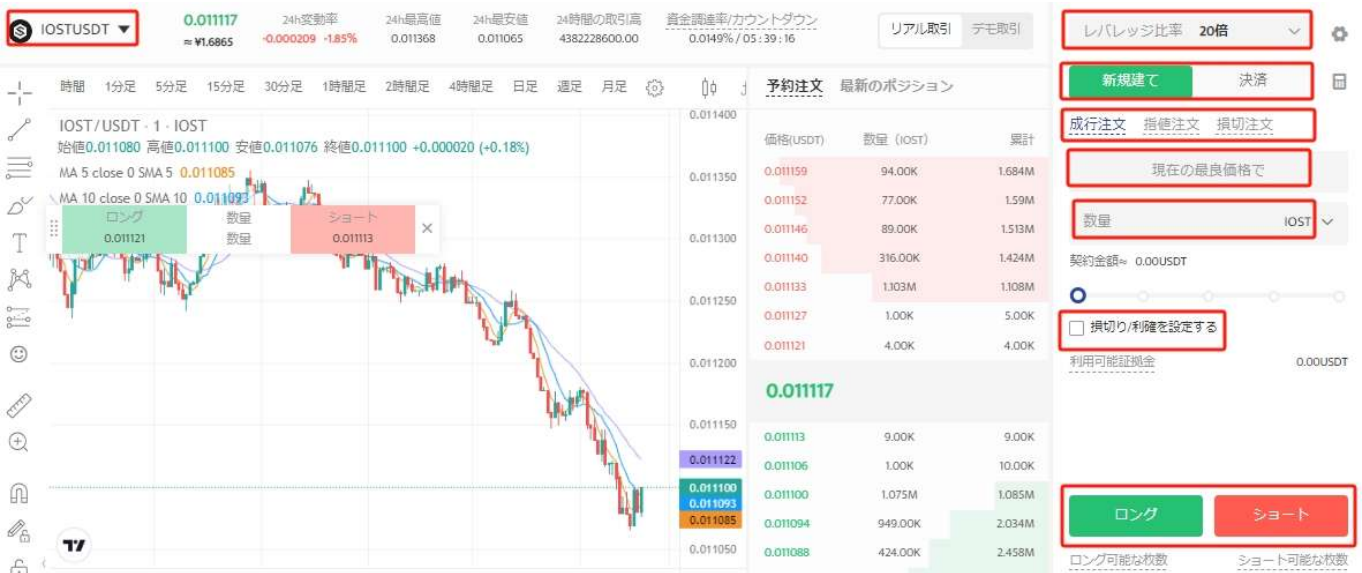 IOSTUSDT ▼
0.011117
≈ ¥1.6865
24h変動率
-0.000209 -1.85%
24h最高値
0.011368
24h最安値
0.011065
24時間の取引高
4382228600.00
資金調達率/カウントダウン
0.0149% / 05:39:16
リアル取引 デモ取引
時間 1分足 5分足 15分足 30分足 1時間足 2時間足 4時間足 日足 週足 月足
IOST/USDT · 1 · IOST
始値0.011080 高値0.011100 安値0.011076 終値0.011100 +0.000020 (+0.18%)
MA 5 close 0 SMA 5 0.011085
MA 10 close 0 SMA 10 0.011093
ロング 数量 ショート
0.011121 数量 0.011113
0.011400
0.011350
0.011300
0.011250
0.011200
0.011150
0.011122
0.011100
0.011093
0.011085
0.011050
予約注文 最新のポジション
価格(USDT) 数量 (IOST) 累計
0.011159 94.00K 1.684M
0.011152 77.00K 1.59M
0.011146 89.00K 1.513M
0.011140 316.00K 1.424M
0.011133 1.103M 1.108M
0.011127 1.00K 5.00K
0.011121 4.00K 4.00K
0.011117
0.011113 9.00K 9.00K
0.011106 1.00K 10.00K
0.011100 1.075M 1.085M
0.011094 949.00K 2.034M
0.011088 424.00K 2.458M
レバレッジ比率 20倍
新規建て 決済
成行注文 指値注文 損切注文
現在の最良価格で
数量 IOST
契約金額≈ 0.00USDT
損切り/利確を設定する
利用可能証拠金 0.00USDT
ロング ショート
ロング可能な枚数 ショート可能な枚数